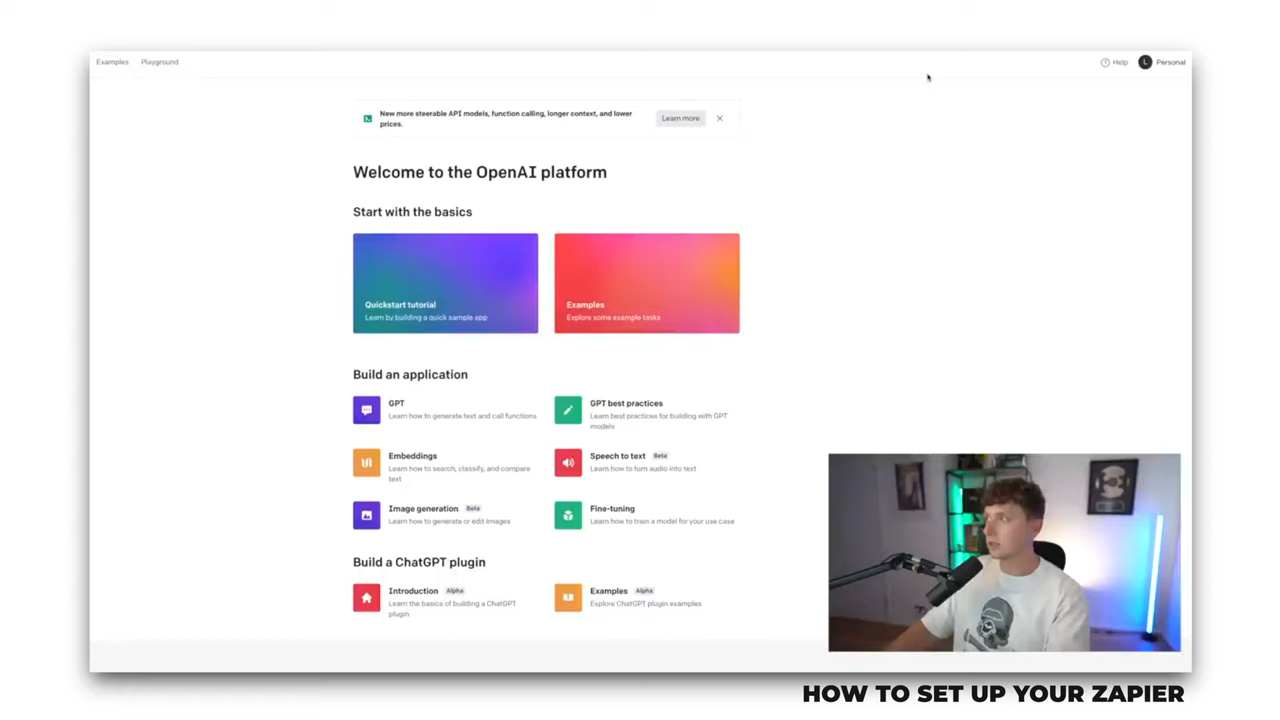 Examples
Playground
Help
L
Personal
New more steerable API models, function calling, longer context, and lower
prices.
Learn more
Welcome to the OpenAI platform
Start with the basics
Quickstart tutorial
Learn by building a quick sample app
Examples
Explore some example tasks
Build an application
GPT
Learn how to generate text and call functions
GPT best practices
Learn best practices for building with GPT
models
Embeddings
Learn how to search, classify, and compare
text
Speech to text Beta
Learn how to turn audio into text
Image generation Beta
Learn how to generate or edit images
Fine-tuning
Learn how to train a model for your use case
Build a ChatGPT plugin
Introduction Alpha
Learn the basics of building a ChatGPT
plugin
Examples Alpha
Explore ChatGPT plugin examples
HOW TO SET UP YOUR ZAPIER